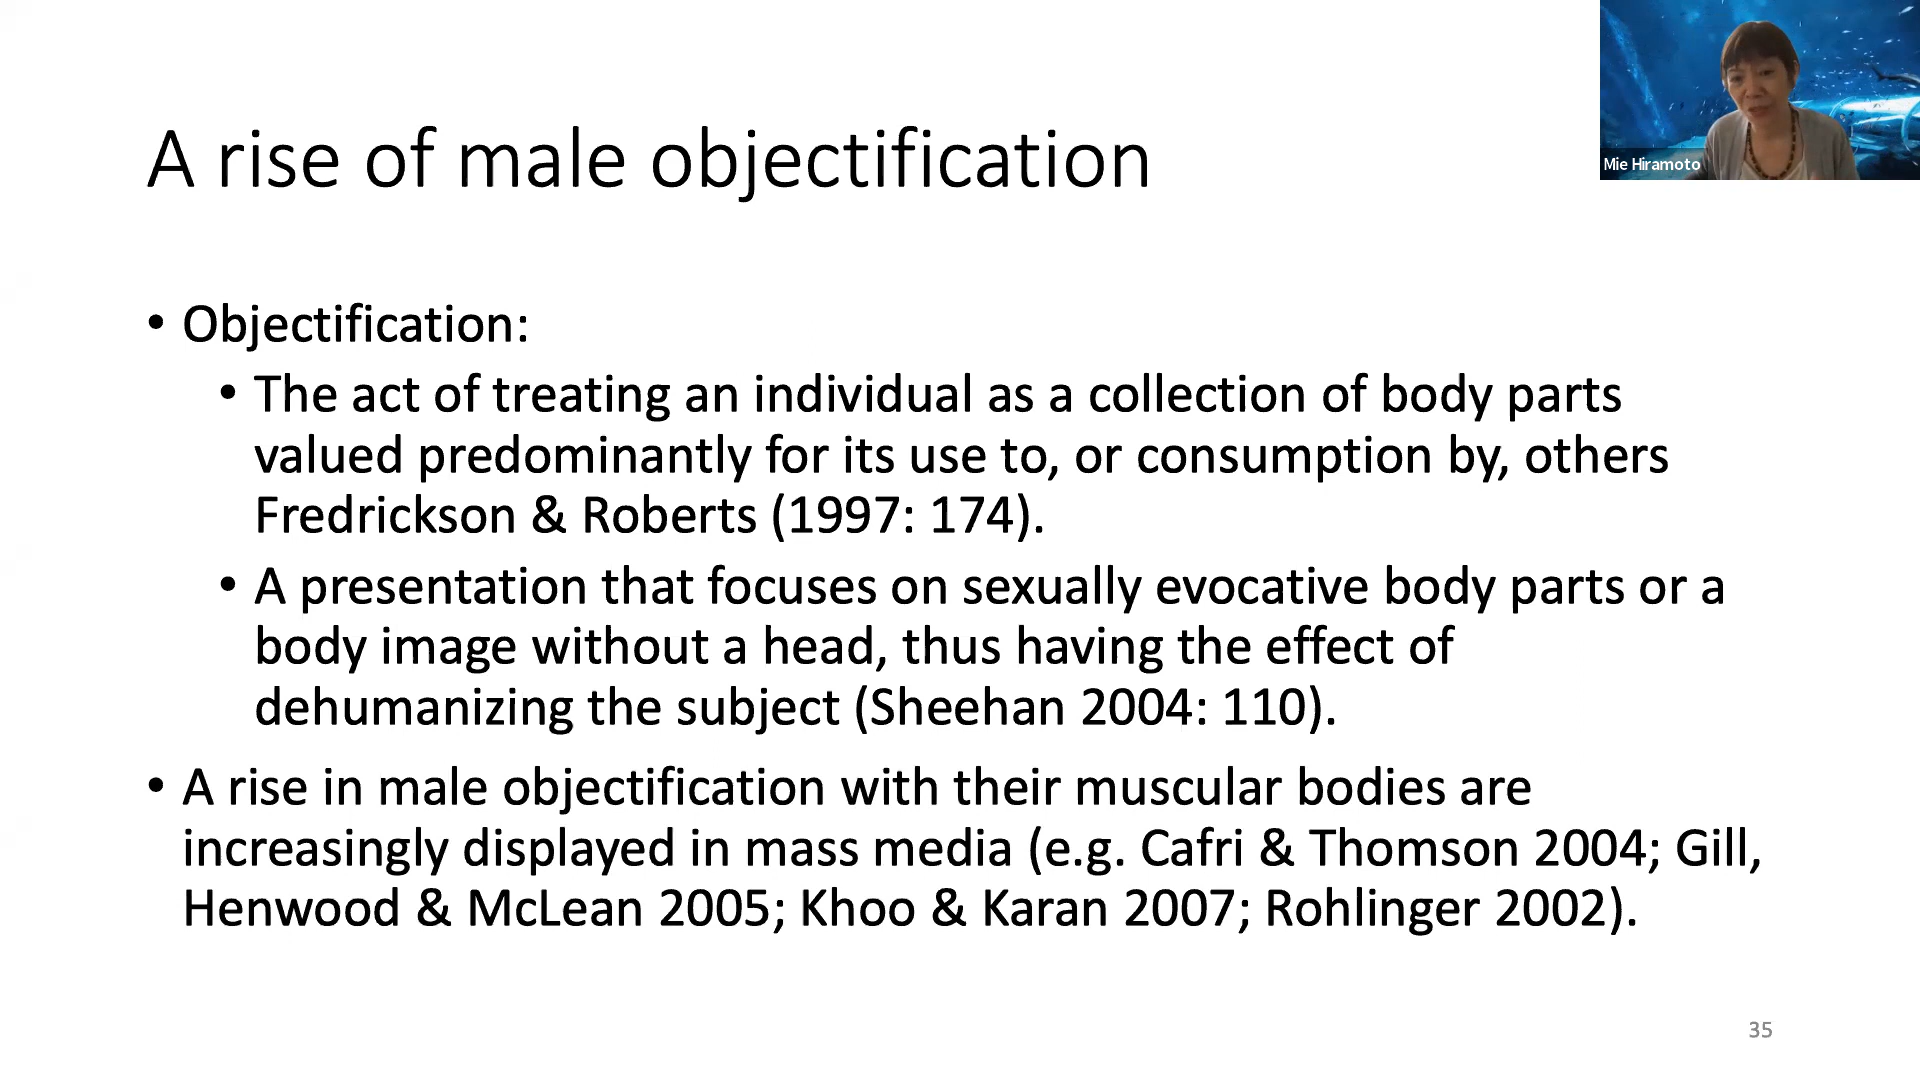 A rise of male objectification
Mie Hiramoto
• Objectification:
• The act of treating an individual as a collection of body parts
valued predominantly for its use to, or consumption by, others
Fredrickson & Roberts (1997: 174).
• A presentation that focuses on sexually evocative body parts or a
body image without a head, thus having the effect of
dehumanizing the subject (Sheehan 2004: 110).
• A rise in male objectification with their muscular bodies are
increasingly displayed in mass media (e.g. Cafri & Thomson 2004; Gill,
Henwood & McLean 2005; Khoo & Karan 2007; Rohlinger 2002).
35